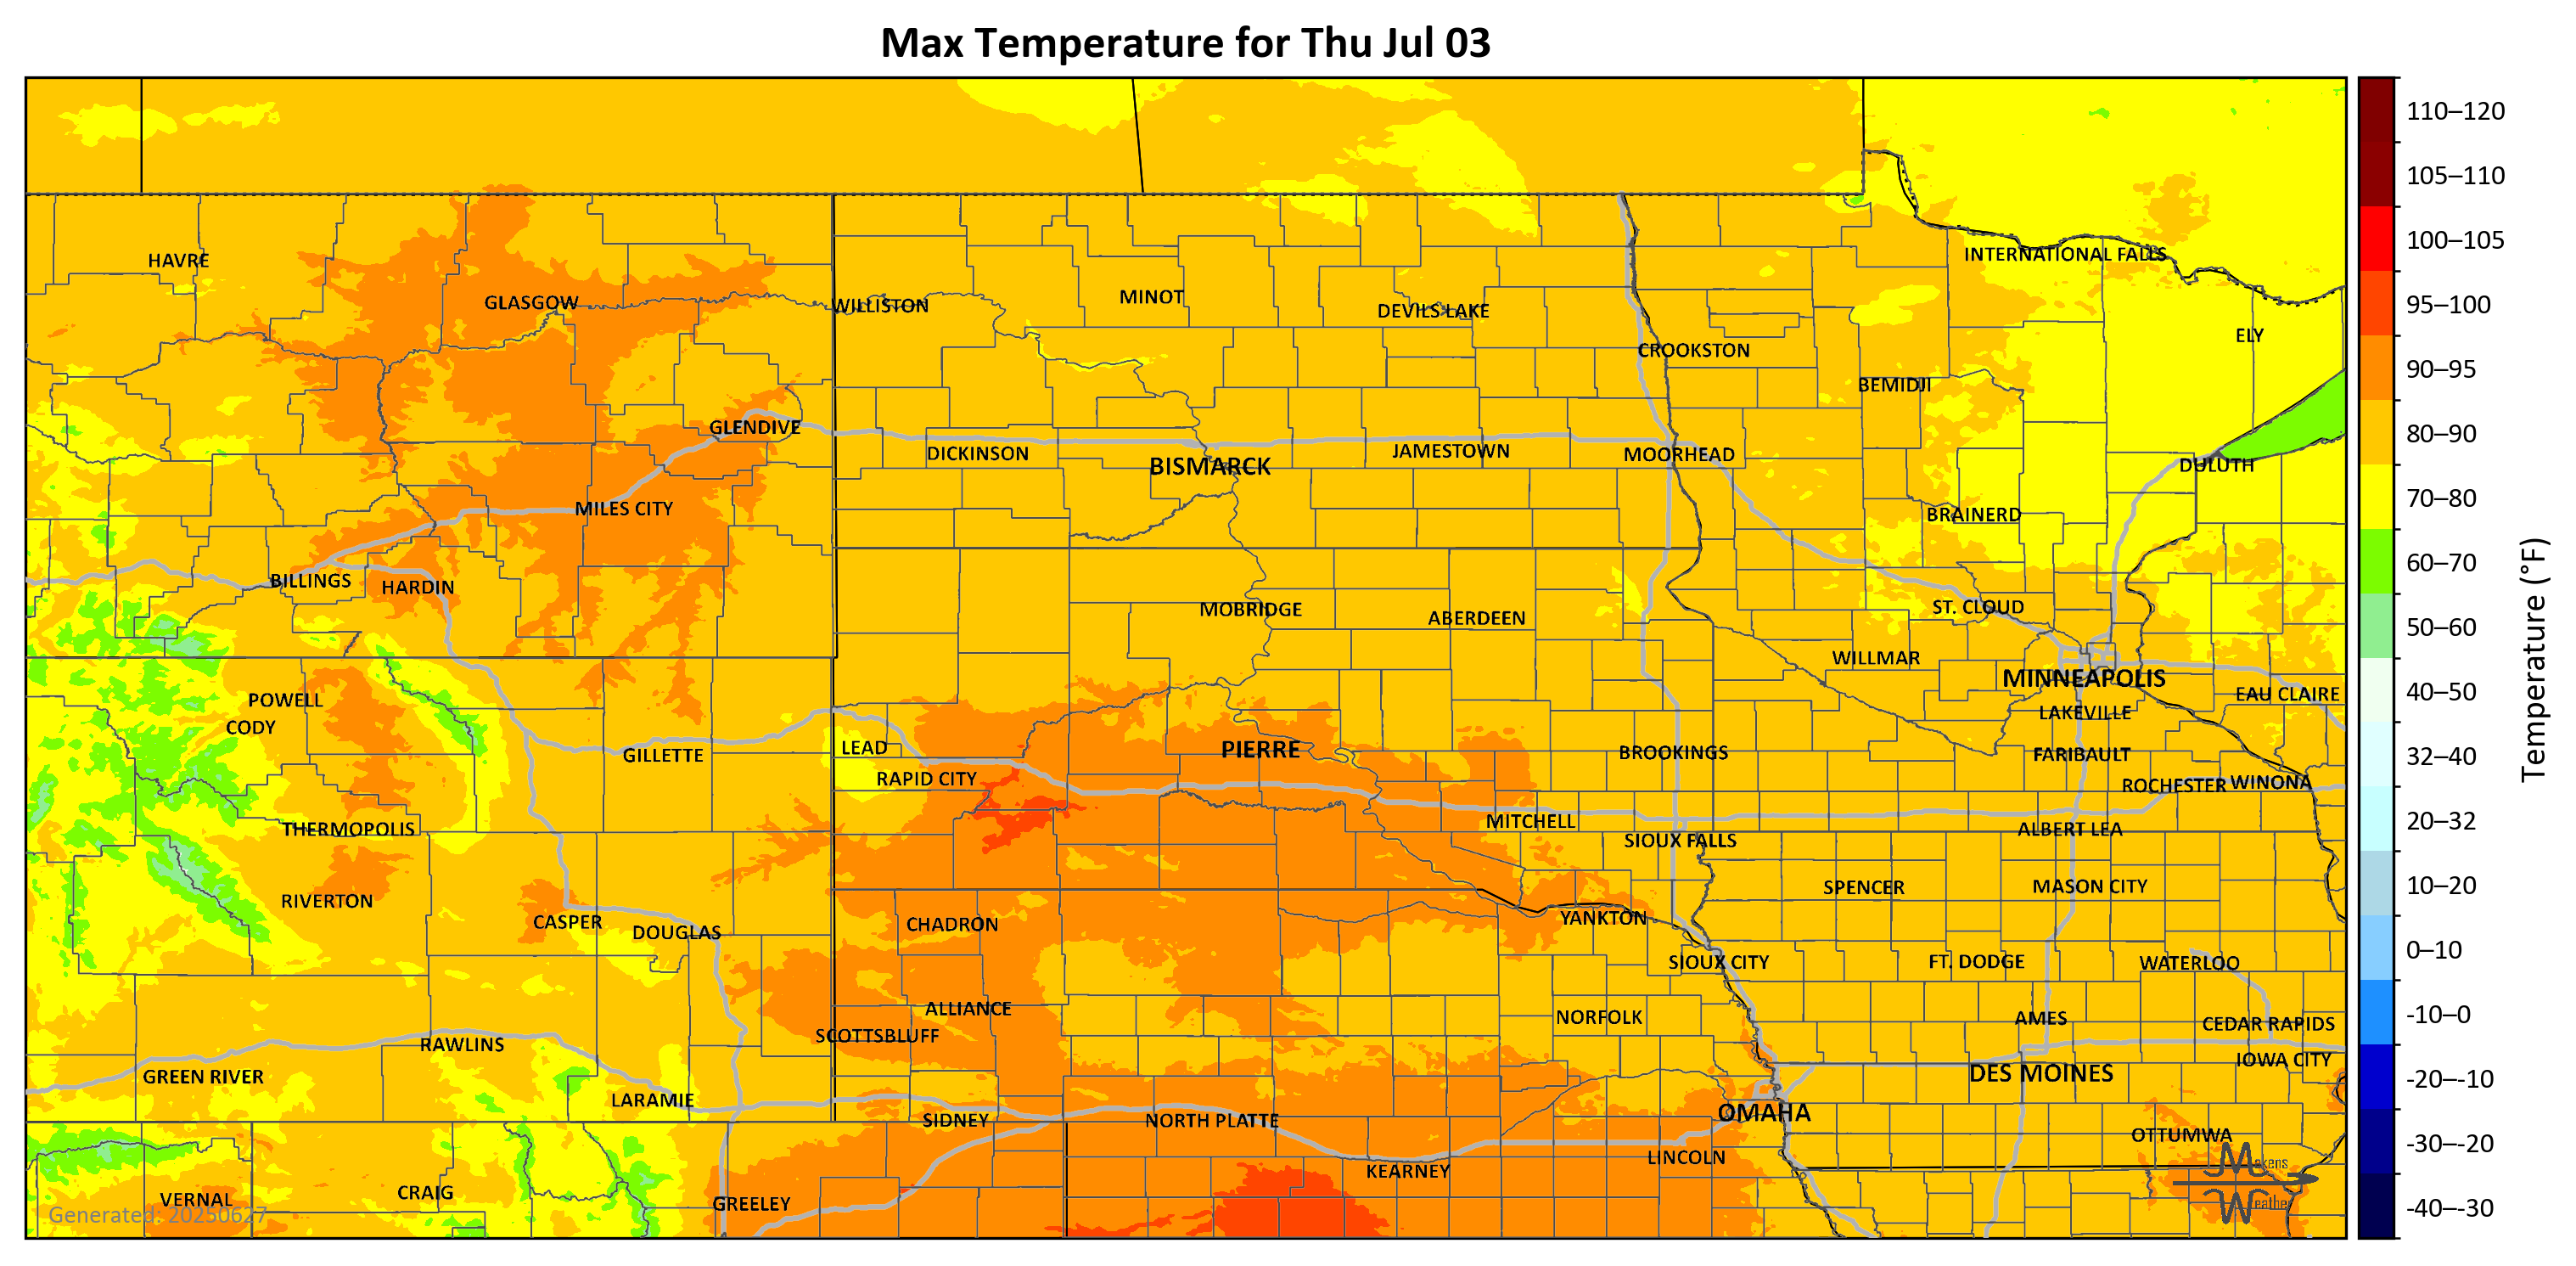 Max Temperature for Thu Jul 03
110–120
105–110
100–105
95–100
90–95
80–90
70–80
60–70
50–60
40–50
32–40
20–32
10–20
0–10
-10–0
-20–-10
-30–-20
-40–-30
Temperature (°F)
INTERNATIONAL FALLS
HAVRE
MINOT
GLASGOW
WILLISTON
DEVILS LAKE
ELY
CROOKSTON
BEMIDJI
GLENDIVE
DICKINSON
JAMESTOWN
MOORHEAD
BISMARCK
DULUTH
MILES CITY
BRAINERD
BILLINGS
HARDIN
MOBRIDGE
ABERDEEN
ST. CLOUD
WILLMAR
MINNEAPOLIS
EAU CLAIRE
POWELL
LAKEVILLE
CODY
GILLETTE
LEAD
PIERRE
BROOKINGS
FARIBAULT
RAPID CITY
ROCHESTER
WINONA
THERMOPOLIS
MITCHELL
ALBERT LEA
SIOUX FALLS
SPENCER
MASON CITY
RIVERTON
CASPER
DOUGLAS
CHADRON
YANKTON
SIOUX CITY
FT. DODGE
WATERLOO
ALLIANCE
NORFOLK
AMES
CEDAR RAPIDS
SCOTTSBLUFF
RAWLINS
IOWA CITY
GREEN RIVER
DES MOINES
LARAMIE
SIDNEY
NORTH PLATTE
OMAHA
OTTUMWA
LINCOLN
KEARNEY
VERNAL
CRAIG
GREELEY
Makens
Weather
Generated: 20250627